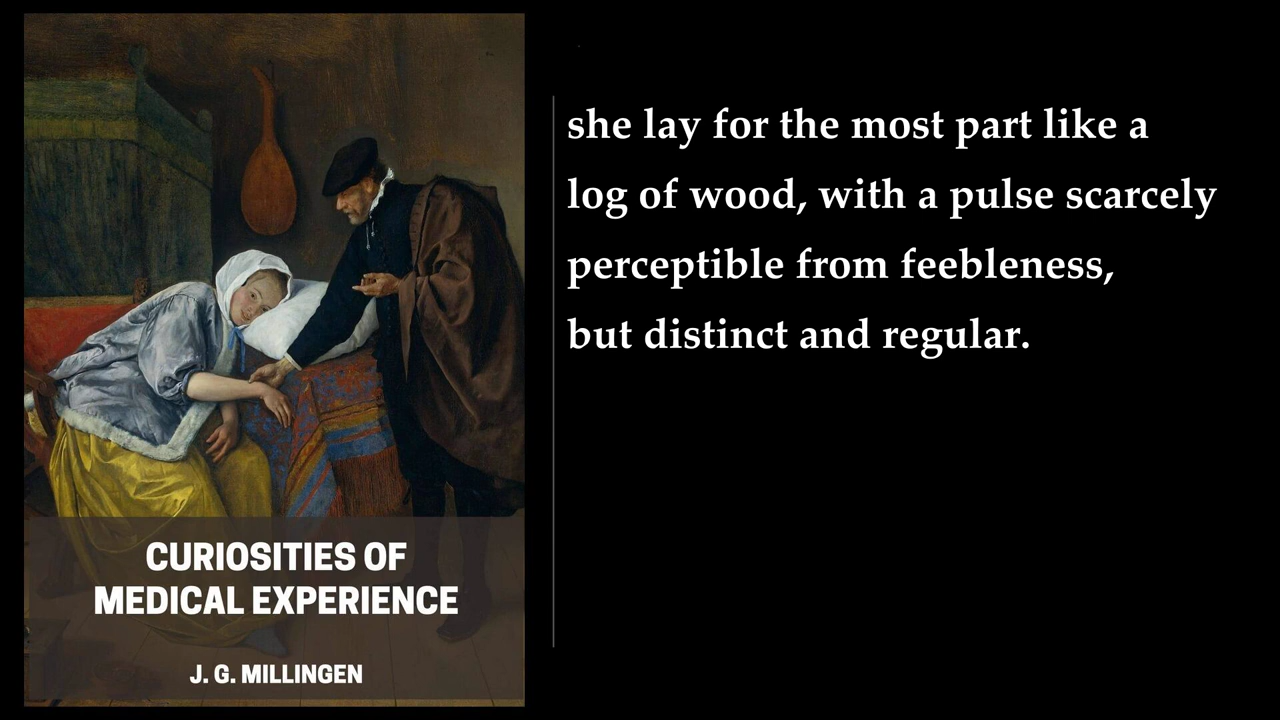 she lay for the most part like a
log of wood, with a pulse scarcely
perceptible from feebleness,
but distinct and regular.
CURIOSITIES OF
MEDICAL EXPERIENCE
J. G. MILLINGEN